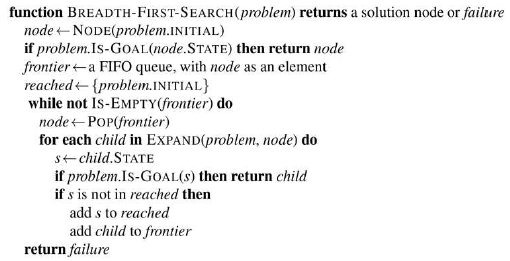 function BREADTH-FIRST-SEARCH(problem) returns a solution node or failure
node←NODE(problem.INITIAL)
if problem.IS-GOAL(node.STATE) then return node
frontier←a FIFO queue, with node as an element
reached←{problem.INITIAL}
while not IS-EMPTY(frontier) do
node←POP(frontier)
for each child in EXPAND(problem, node) do
s←child.STATE
if problem.IS-GOAL(s) then return child
if s is not in reached then
add s to reached
add child to frontier
return failure